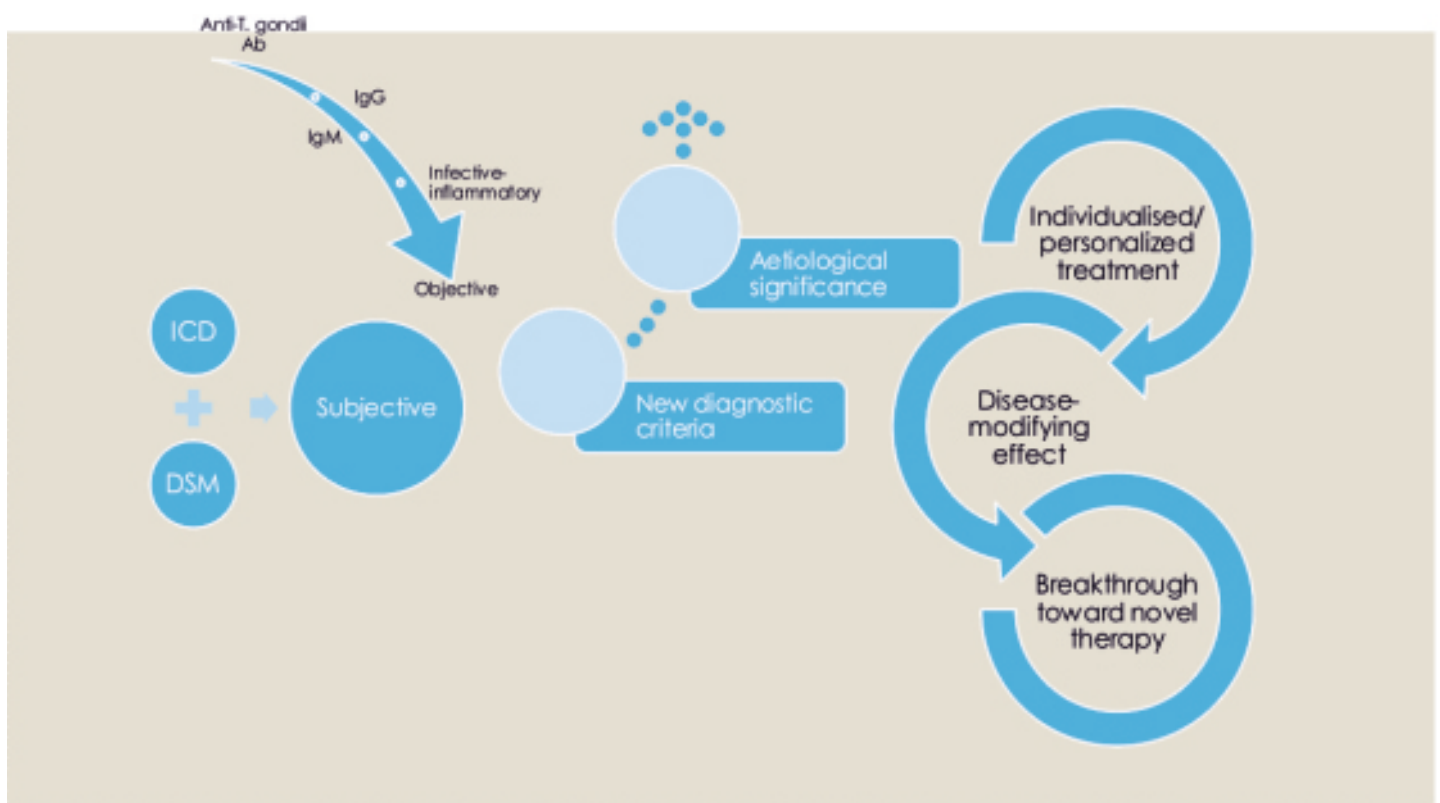 Anti-T. gondii
Ab
IgG
IgM
Infective-
inflammatory
Objective
ICD
DSM
Subjective
Aetiological
significance
New diagnostic
criteria
Individualised/
personalized
treatment
Disease-
modifying
effect
Breakthrough
toward novel
therapy